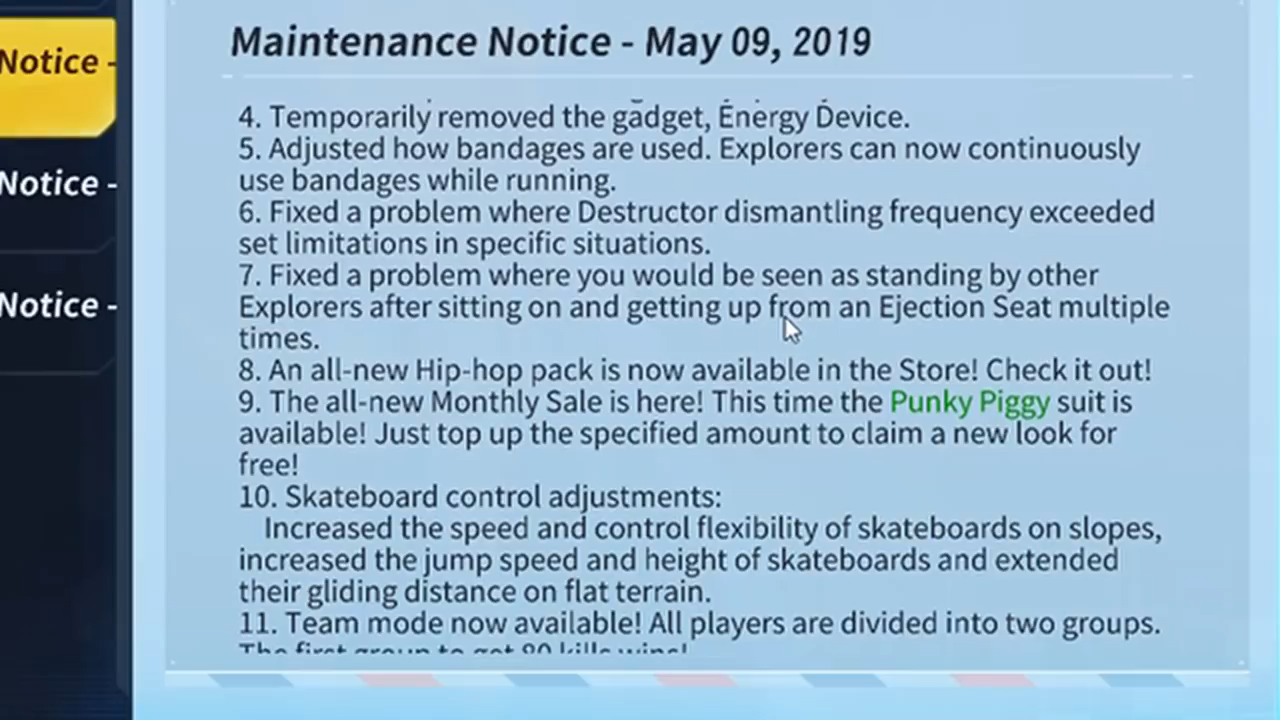 Maintenance Notice - May 09, 2019
Notice -
Notice -
Notice -
4. Temporarily removed the gadget, Energy Device.
5. Adjusted how bandages are used. Explorers can now continuously
use bandages while running.
6. Fixed a problem where Destructor dismantling frequency exceeded
set limitations in specific situations.
7. Fixed a problem where you would be seen as standing by other
Explorers after sitting on and getting up from an Ejection Seat multiple
times.
8. An all-new Hip-hop pack is now available in the Store! Check it out!
9. The all-new Monthly Sale is here! This time the Punky Piggy suit is
available! Just top up the specified amount to claim a new look for
free!
10. Skateboard control adjustments:
Increased the speed and control flexibility of skateboards on slopes,
increased the jump speed and height of skateboards and extended
their gliding distance on flat terrain.
11. Team mode now available! All players are divided into two groups.
The first group to get 80 kills wins!